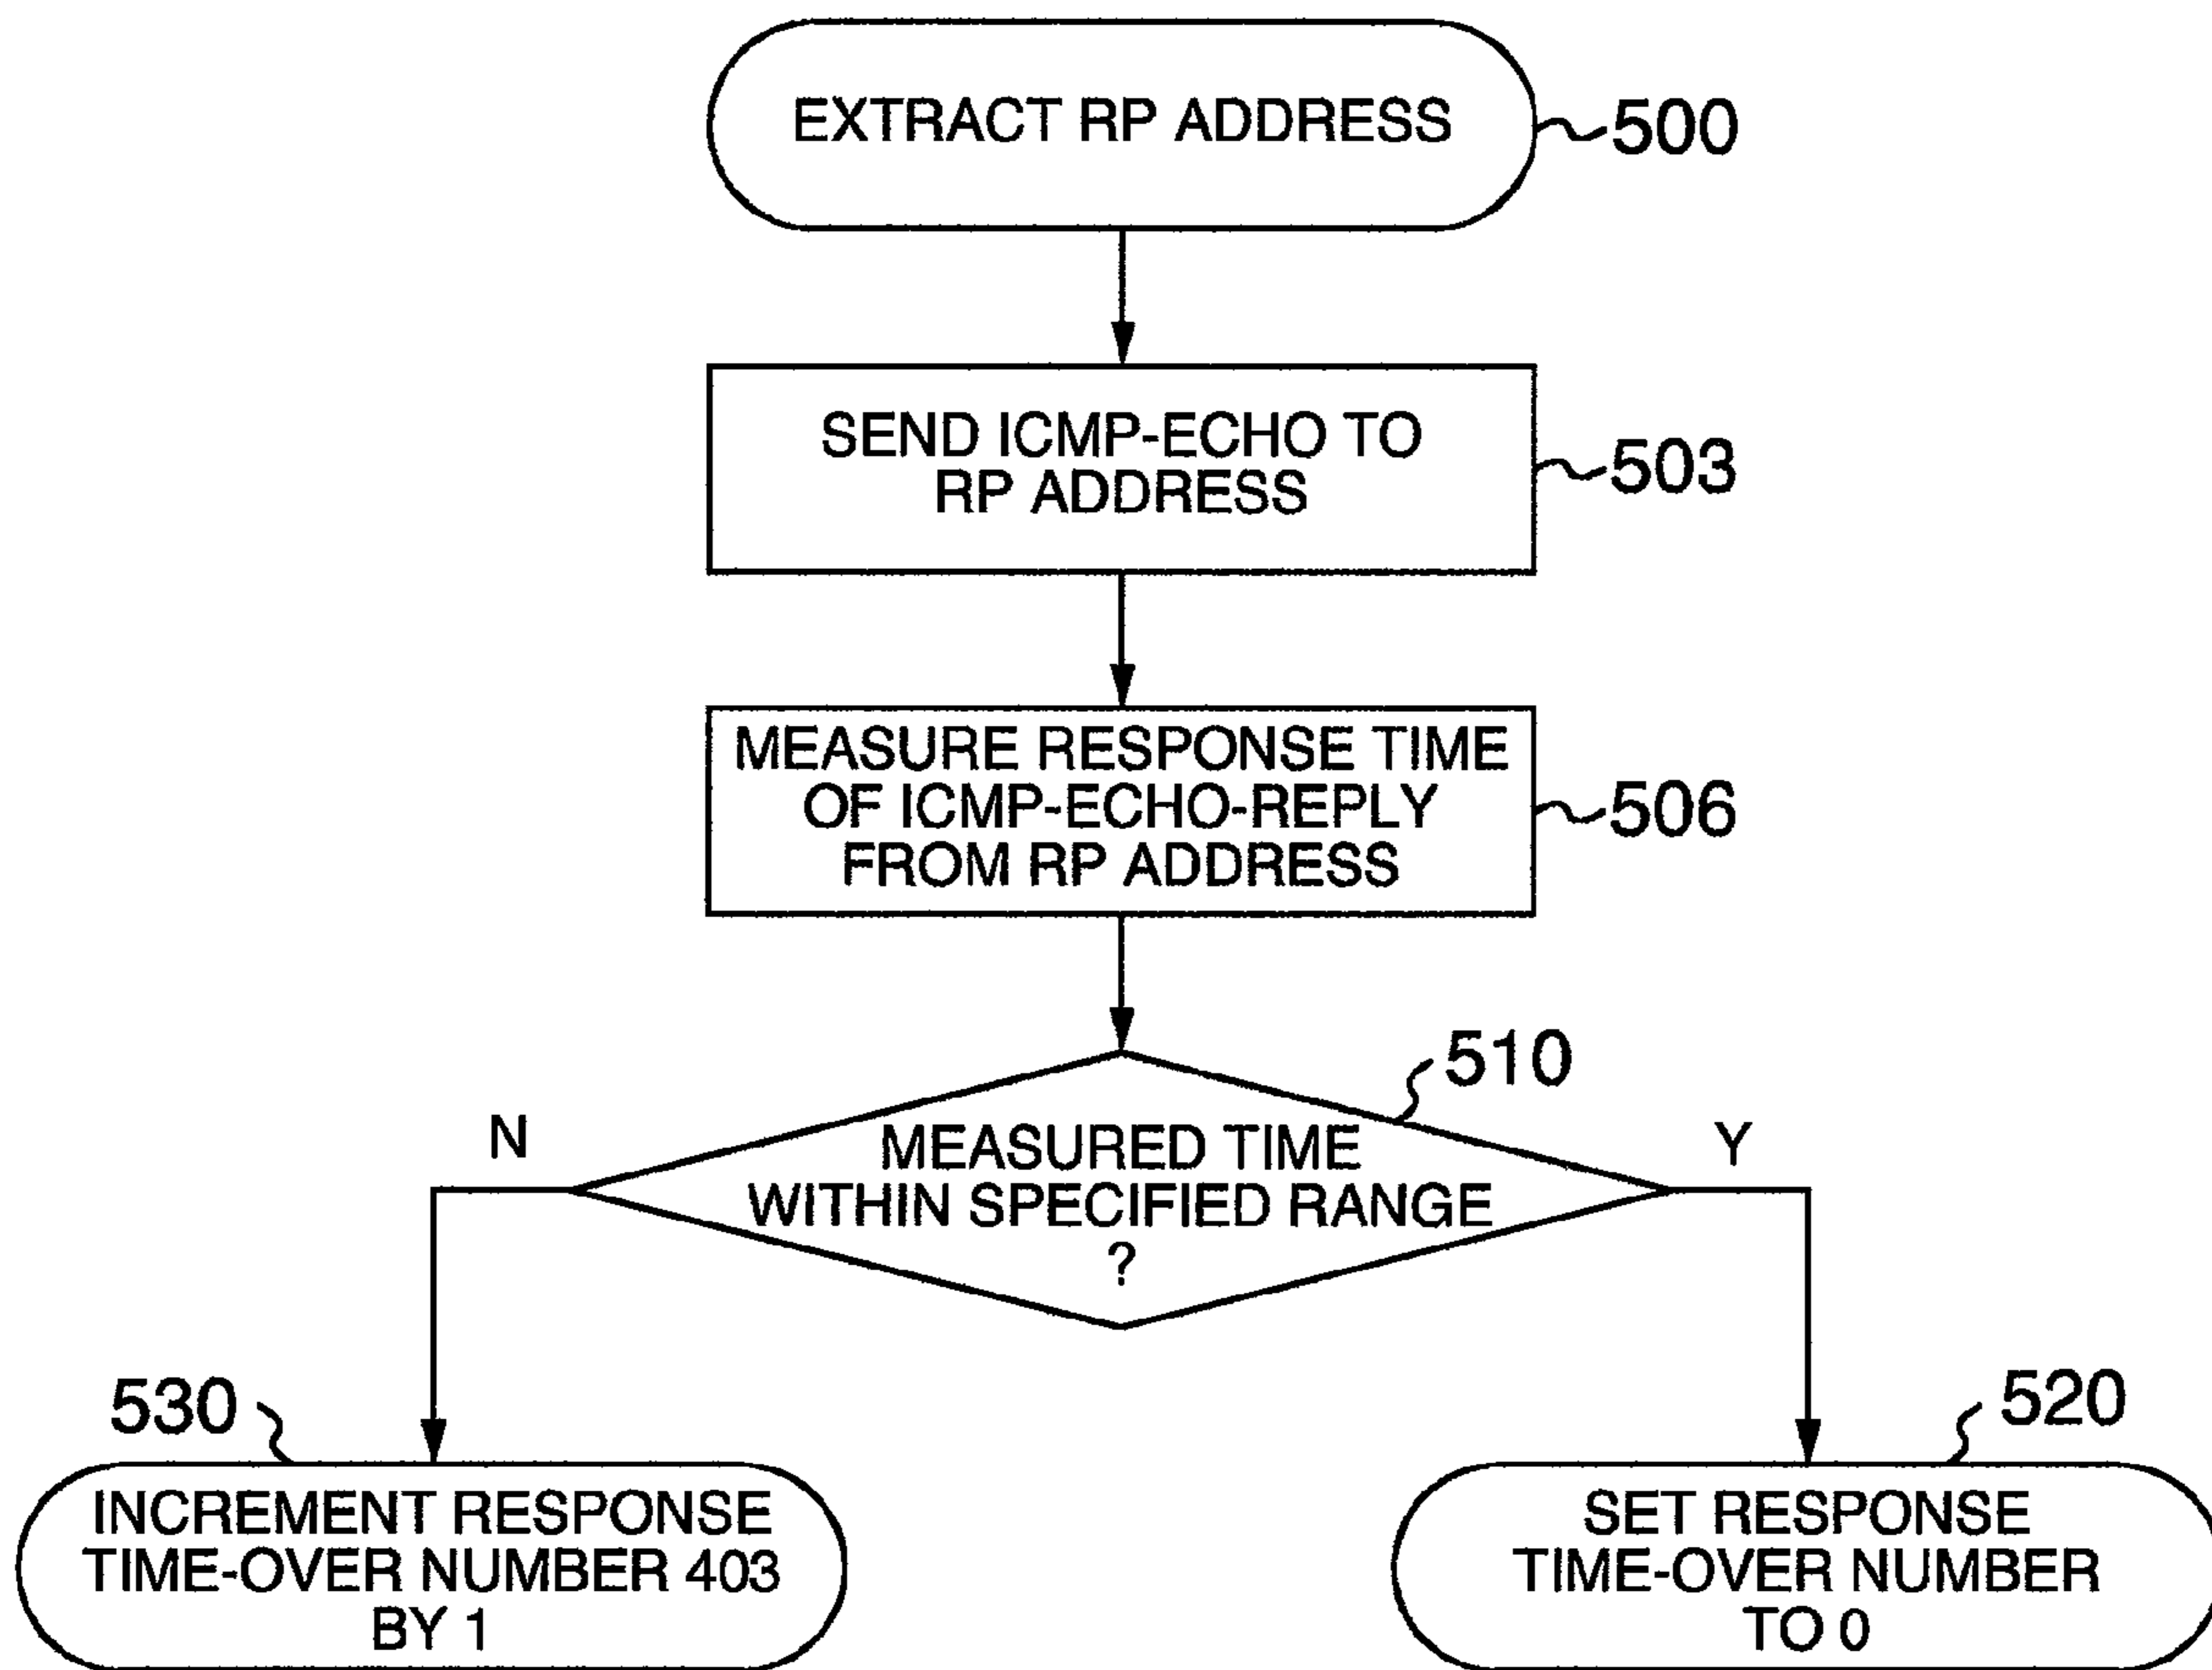 EXTRACT RP ADDRESS
500
SEND ICMP-ECHO TO
RP ADDRESS
503
MEASURE RESPONSE TIME
OF ICMP-ECHO-REPLY
FROM RP ADDRESS
506
510
N
MEASURED TIME
WITHIN SPECIFIED RANGE
?
Y
530
INCREMENT RESPONSE
TIME-OVER NUMBER 403
BY 1
520
SET RESPONSE
TIME-OVER NUMBER
TO 0